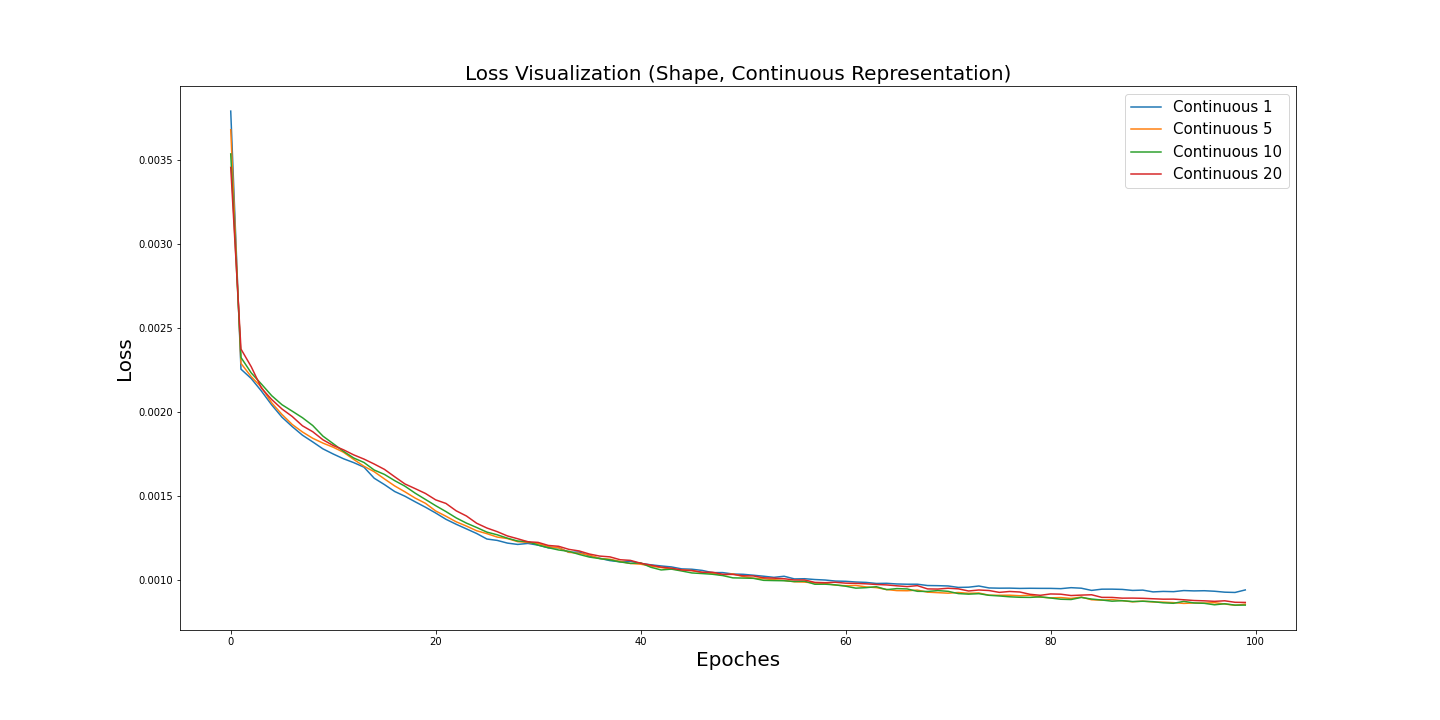 Loss Visualization (Shape, Continuous Representation)
Continuous 1
Continuous 5
Continuous 10
Continuous 20
0.0035
0.0030
0.0025
0.0020
0.0015
0.0010
Loss
0 20 40 60 80 100
Epoches